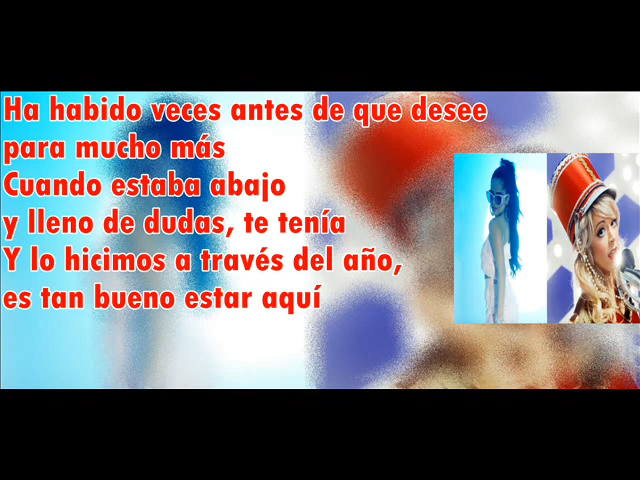 Ha habido veces antes de que desee
para mucho más
Cuando estaba abajo
y lleno de dudas, te tenía
Y lo hicimos a través del año,
es tan bueno estar aquí